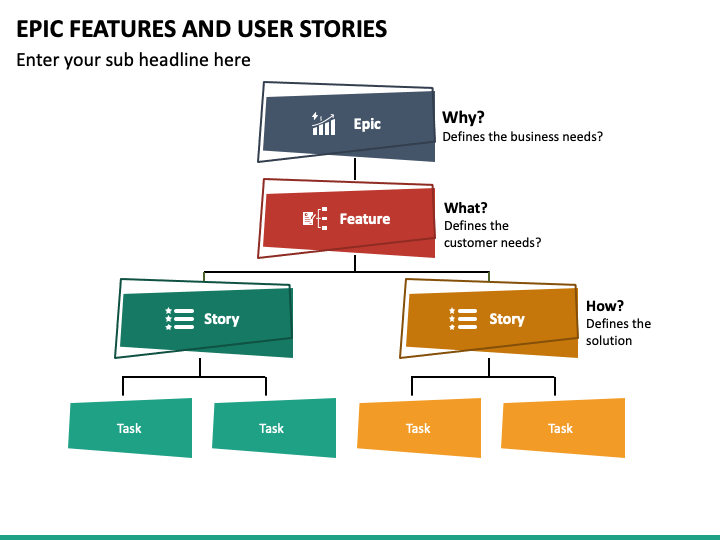 EPIC FEATURES AND USER STORIES
Enter your sub headline here
Epic
Why?
Defines the business needs?
Feature
What?
Defines the
customer needs?
Story
Story
How?
Defines the
solution
Task
Task
Task
Task